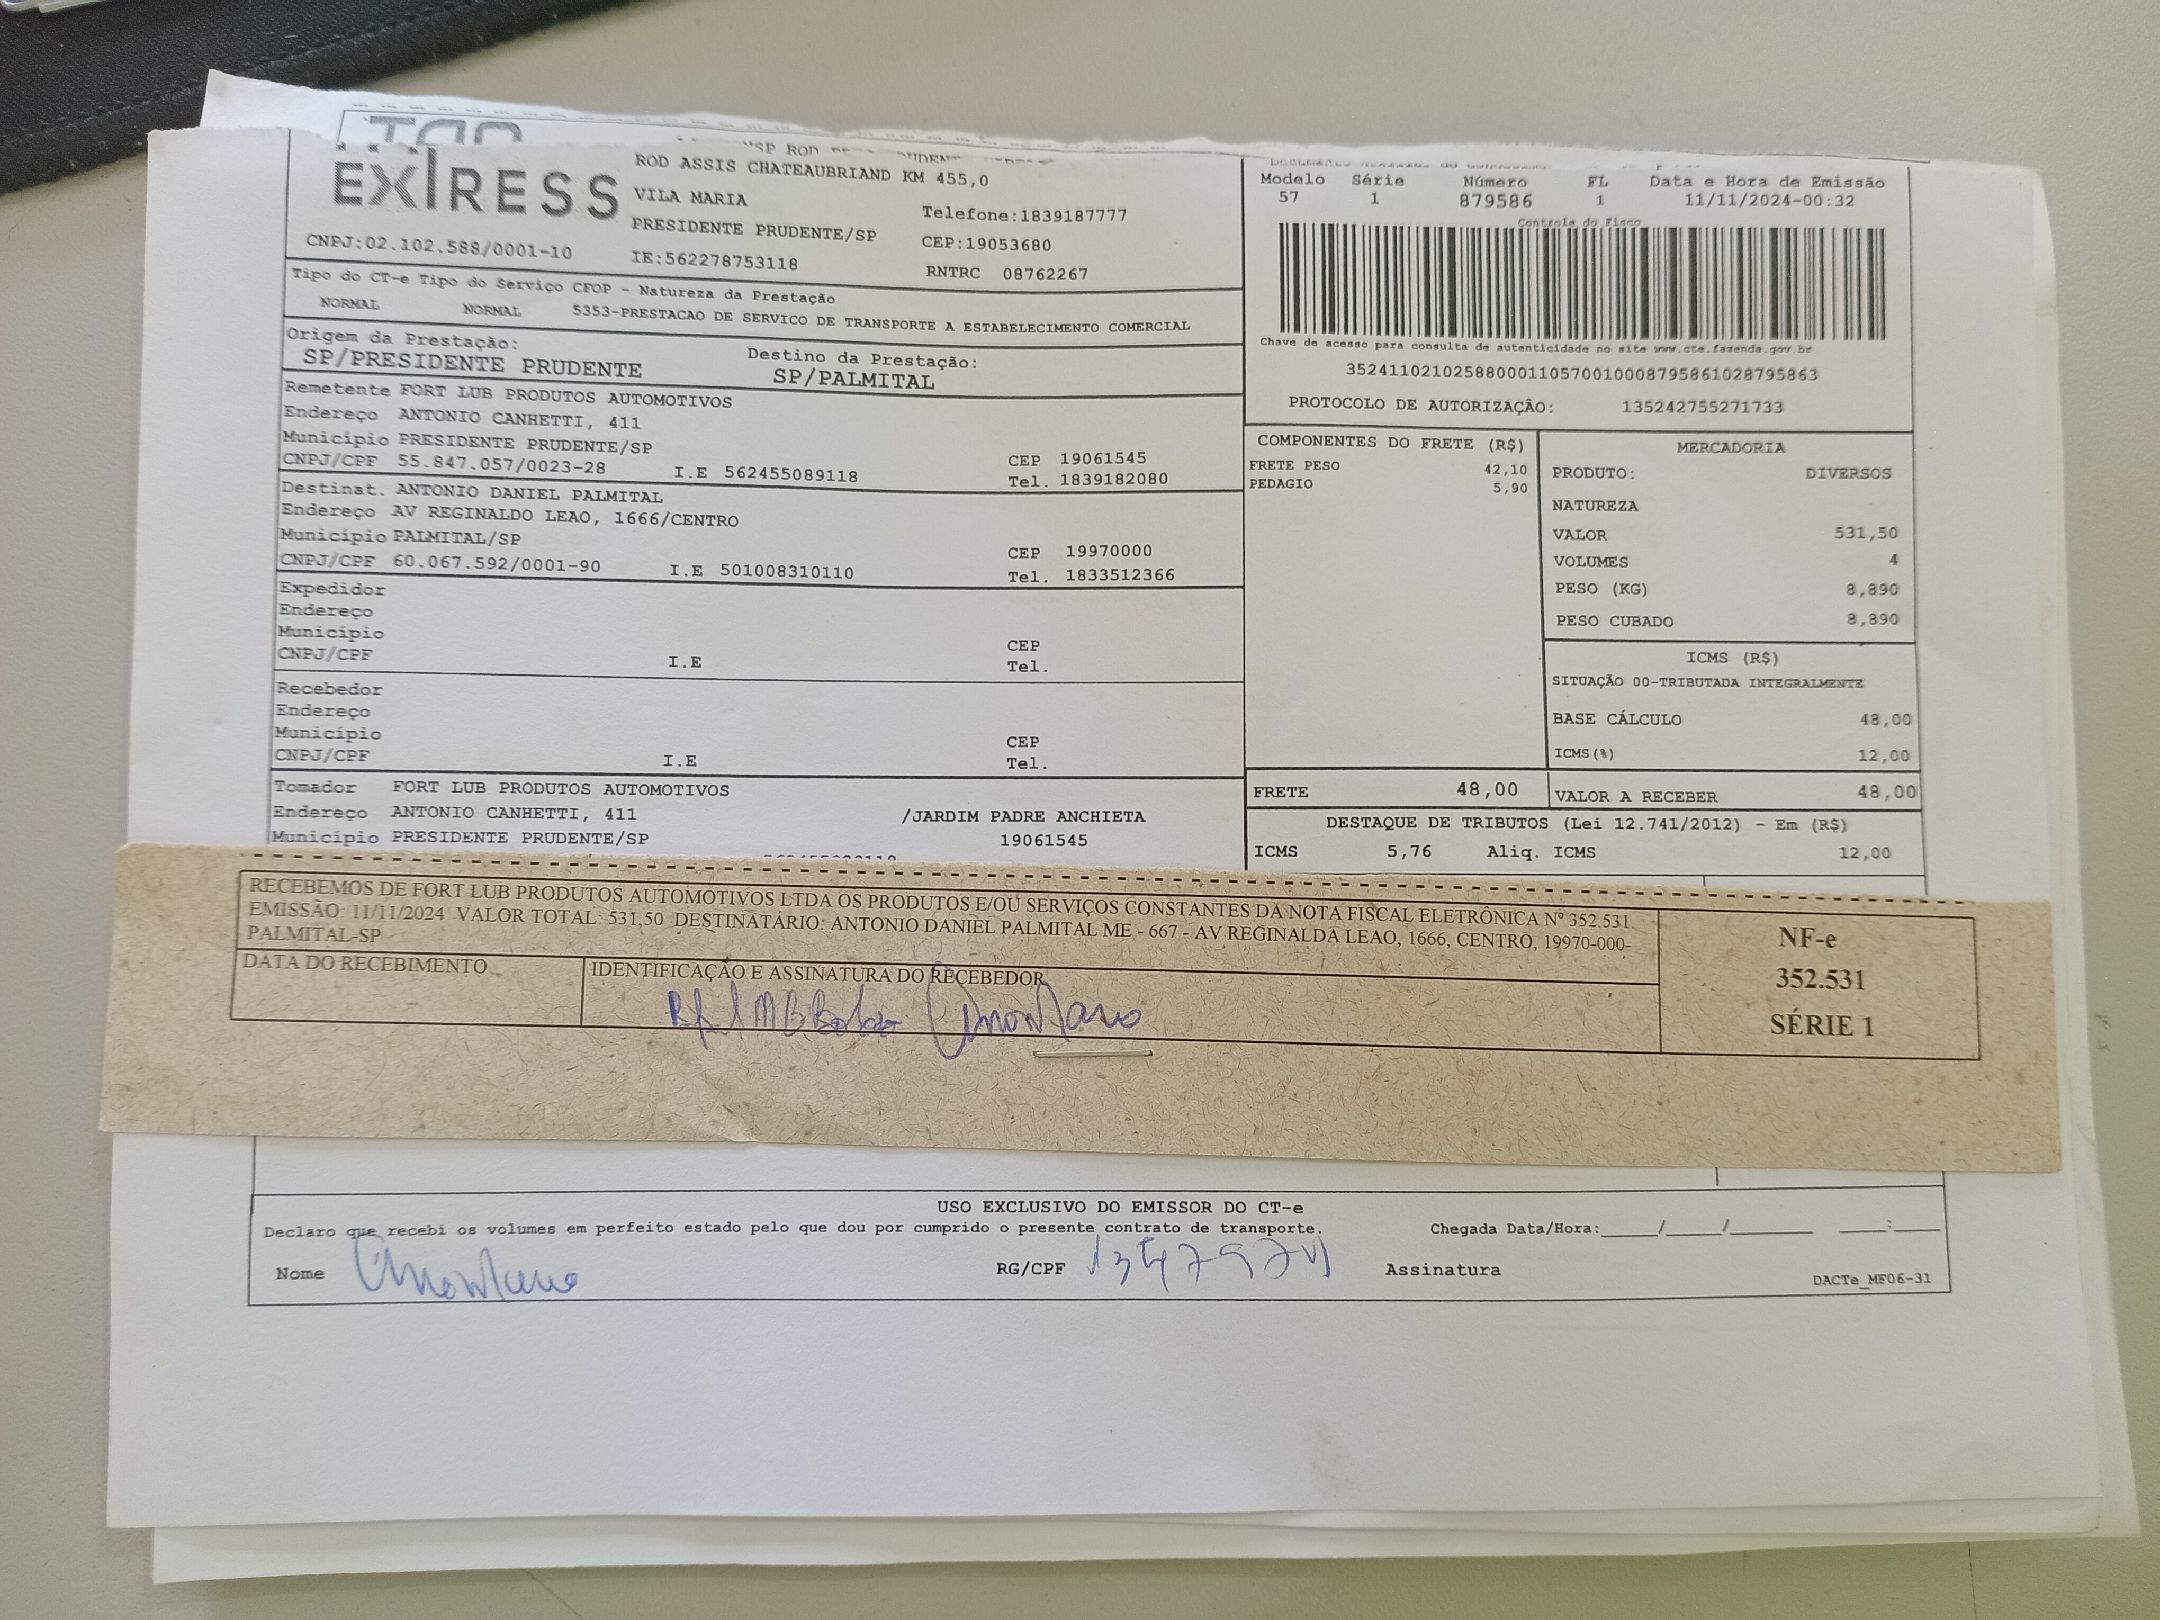 EXPRESS
ROD ASSIS CHATEAUBRIAND KM 455,0
VILA MARIA
Telefone:1839187777
PRESIDENTE PRUDENTE/SP
CEP:19053680
CNPJ:02.102.588/0001-10
IE:562278753118
RNTRC 08762267
Modelo Série Número FL Data e Hora de Emissão
57 1 879586 1 11/11/2024-00:32
Controle do Fisco
Chave de acesso para consulta de autenticidade no site www.cte.fazenda.gov.br
35241102102588000110570010008795861028795863
PROTOCOLO DE AUTORIZAÇÃO: 135242755271733
Tipo do CT-e Tipo do Serviço CFOP - Natureza da Prestação
NORMAL NORMAL 5353-PRESTACAO DE SERVICO DE TRANSPORTE A ESTABELECIMENTO COMERCIAL
Origem da Prestação: Destino da Prestação:
SP/PRESIDENTE PRUDENTE SP/PALMITAL
Remetente FORT LUB PRODUTOS AUTOMOTIVOS
Endereço ANTONIO CANHETTI, 411
Município PRESIDENTE PRUDENTE/SP CEP 19061545
CNPJ/CPF 55.847.057/0023-28 I.E 562455089118 Tel. 1839182080
Destinat. ANTONIO DANIEL PALMITAL
Endereço AV REGINALDO LEAO, 1666/CENTRO
Município PALMITAL/SP CEP 19970000
CNPJ/CPF 60.067.592/0001-90 I.E 501008310110 Tel. 1833512366
Expedidor
Endereço
Município CEP
CNPJ/CPF I.E Tel.
Recebedor
Endereço
Município CEP
CNPJ/CPF I.E Tel.
Tomador FORT LUB PRODUTOS AUTOMOTIVOS
Endereço ANTONIO CANHETTI, 411 /JARDIM PADRE ANCHIETA
Município PRESIDENTE PRUDENTE/SP 19061545
COMPONENTES DO FRETE (R$)
FRETE PESO 42,10
PEDAGIO 5,90
MERCADORIA
PRODUTO: DIVERSOS
NATUREZA
VALOR 531,50
VOLUMES 4
PESO (KG) 8,890
PESO CUBADO 8,890
ICMS (R$)
SITUAÇÃO 00-TRIBUTADA INTEGRALMENTE
BASE CÁLCULO 48,00
ICMS(%) 12,00
FRETE 48,00 VALOR A RECEBER 48,00
DESTAQUE DE TRIBUTOS (Lei 12.741/2012) - Em (R$)
ICMS 5,76 Aliq. ICMS 12,00
RECEBEMOS DE FORT LUB PRODUTOS AUTOMOTIVOS LTDA OS PRODUTOS E/OU SERVIÇOS CONSTANTES DA NOTA FISCAL ELETRÔNICA Nº 352.531.
EMISSÃO: 11/11/2024 VALOR TOTAL: 531,50 DESTINATÁRIO: ANTONIO DANIEL PALMITAL ME - 667 - AV REGINALDA LEAO, 1666, CENTRO, 19970-000-
PALMITAL-SP
DATA DO RECEBIMENTO IDENTIFICAÇÃO E ASSINATURA DO RECEBEDOR
NF-e
352.531
SÉRIE 1
USO EXCLUSIVO DO EMISSOR DO CT-e
Declaro que recebi os volumes em perfeito estado pelo que dou por cumprido o presente contrato de transporte. Chegada Data/Hora:
Nome RG/CPF Assinatura
DACTe_MF06-31